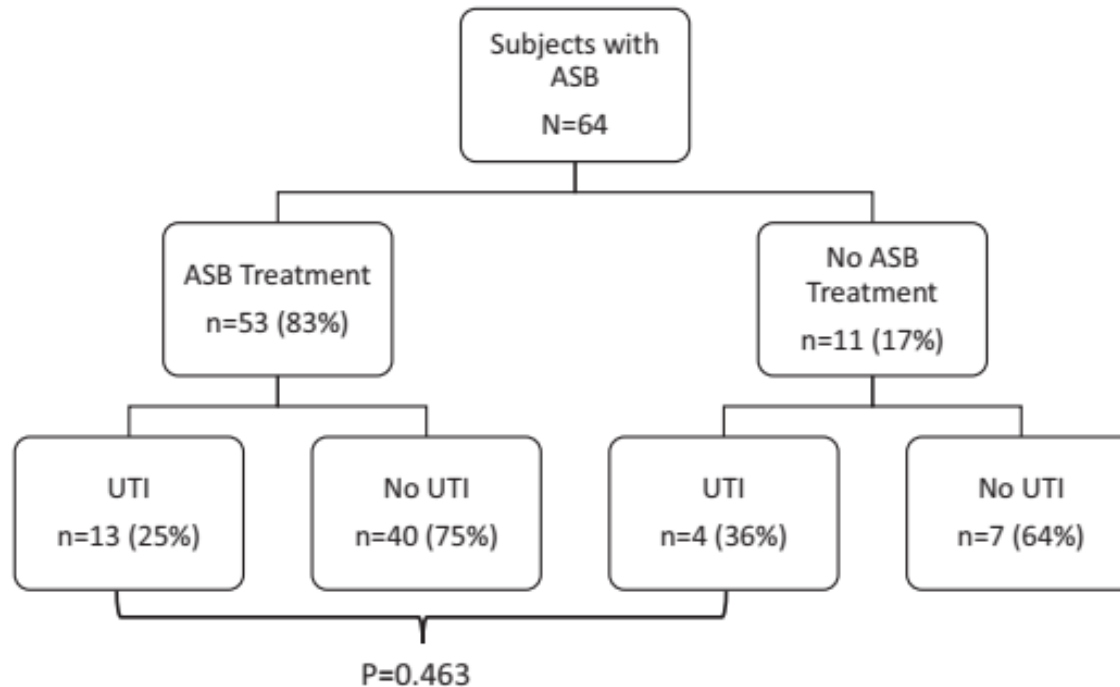 Subjects with
ASB
N=64
ASB Treatment
n=53 (83%)
No ASB
Treatment
n=11 (17%)
UTI
n=13 (25%)
No UTI
n=40 (75%)
UTI
n=4 (36%)
No UTI
n=7 (64%)
P=0.463